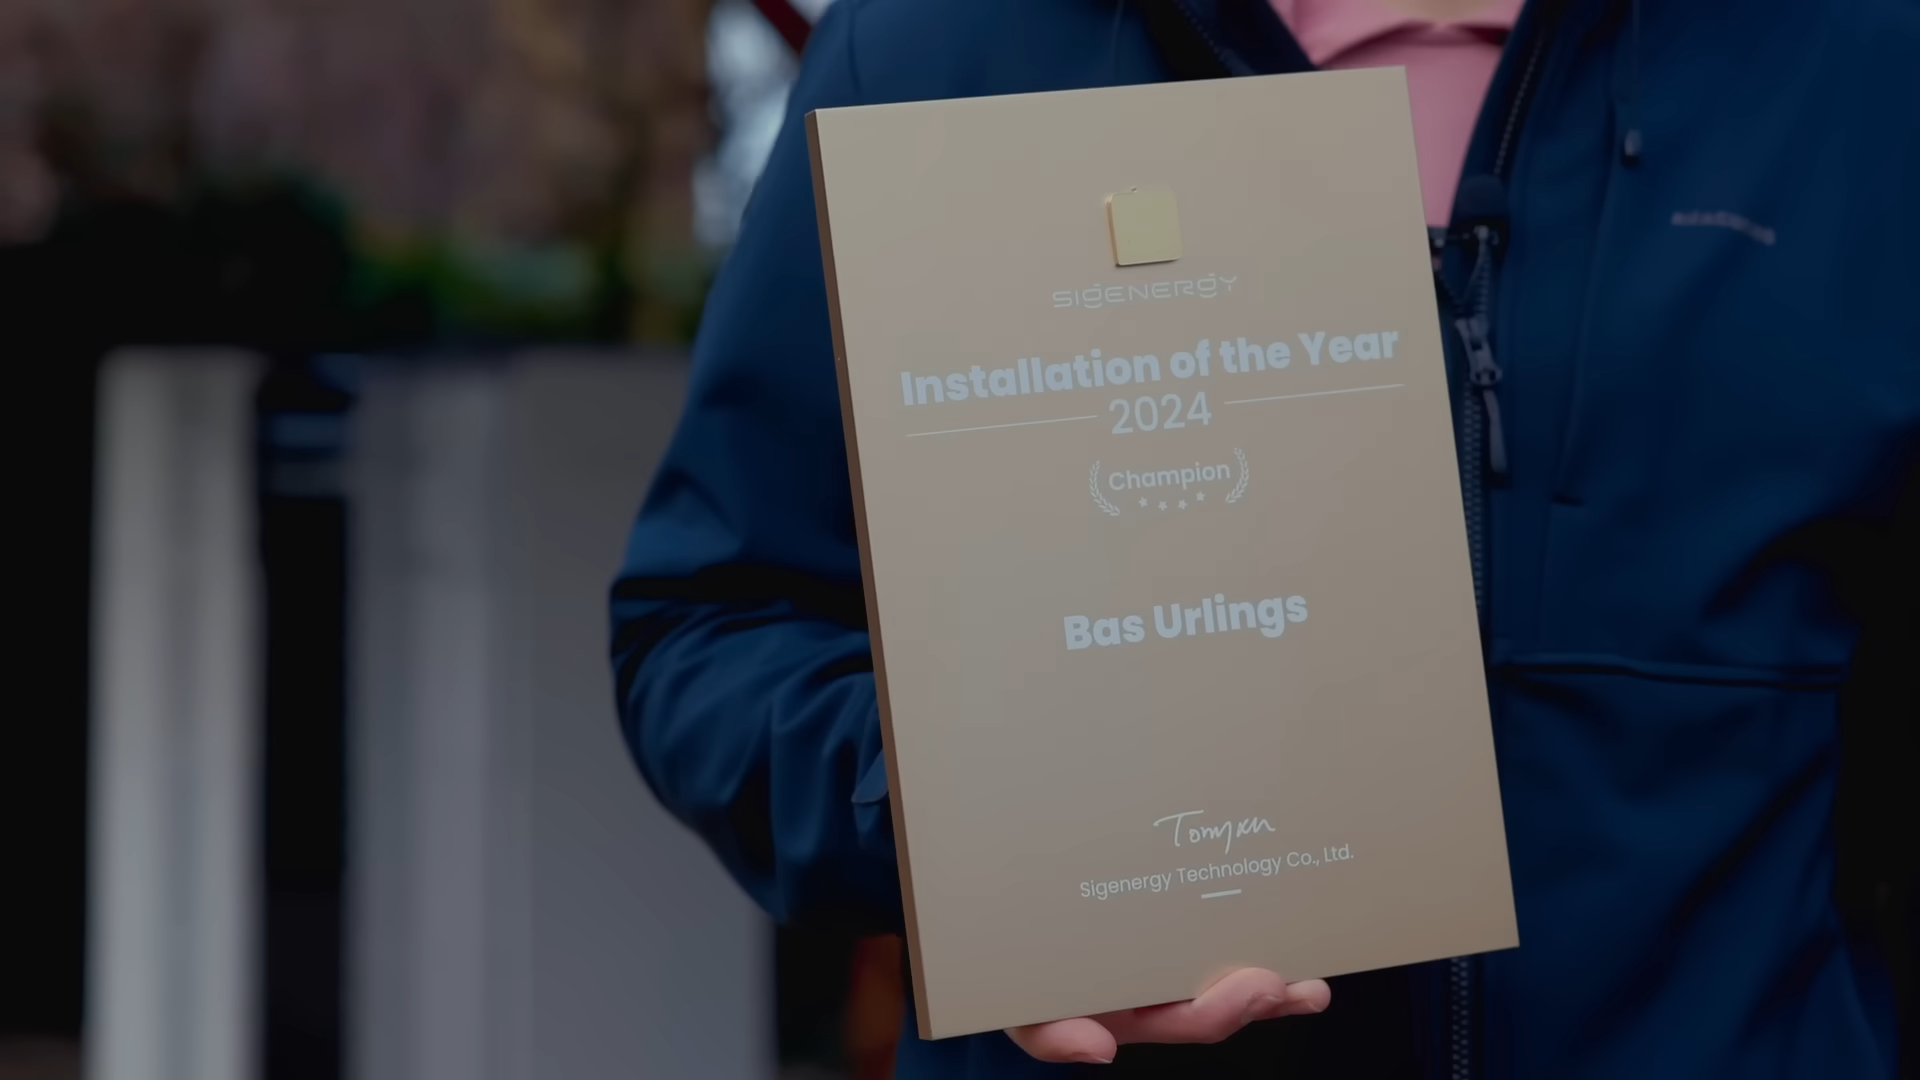 SIGENERGY
Installation of the Year
2024
Champion
Bas Urlings
Sigenergy Technology Co., Ltd.